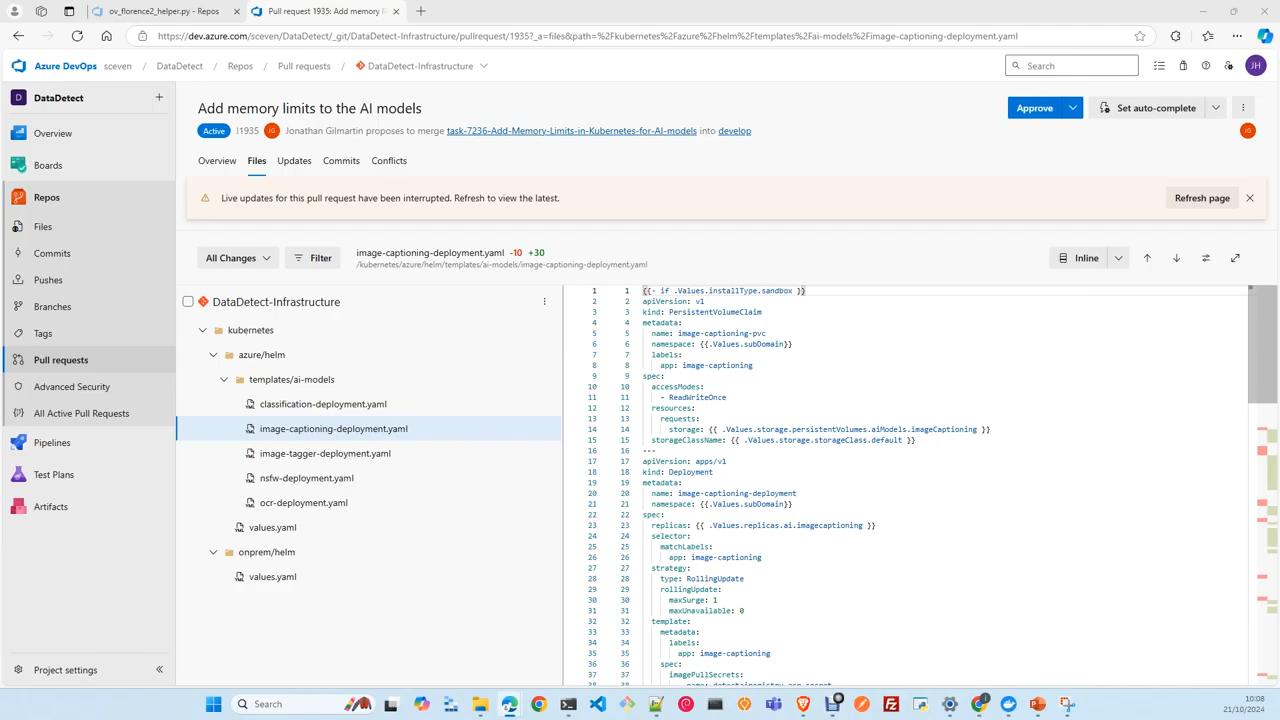 ov_florence2_helper.py - Repos
Pull request 1935: Add memory l
https://dev.azure.com/sceven/DataDetect/_git/DataDetect-Infrastructure/pullrequest/1935?_a=files&path=%2Fkubernetes%2Fazure%2Fhelm%2Ftemplates%2Fai-models%2Fimage-captioning-deployment.yaml
Azure DevOps sceven / DataDetect / Repos / Pull requests / DataDetect-Infrastructure
Search
JH
D DataDetect
Overview
Boards
Repos
Files
Commits
Pushes
Branches
Tags
Pull requests
Advanced Security
All Active Pull Requests
Pipelines
Test Plans
Artifacts
Project settings
Add memory limits to the AI models
Approve
Set auto-complete
Active !1935 JG Jonathan Gilmartin proposes to merge task-7236-Add-Memory-Limits-in-Kubernetes-for-AI-models into develop
JG
Overview Files Updates Commits Conflicts
Live updates for this pull request have been interrupted. Refresh to view the latest.
Refresh page
All Changes
Filter
image-captioning-deployment.yaml -10 +30
/kubernetes/azure/helm/templates/ai-models/image-captioning-deployment.yaml
Inline
DataDetect-Infrastructure
kubernetes
azure/helm
templates/ai-models
classification-deployment.yaml
image-captioning-deployment.yaml
image-tagger-deployment.yaml
nsfw-deployment.yaml
ocr-deployment.yaml
values.yaml
onprem/helm
values.yaml
1 1 {{- if .Values.installType.sandbox }}
2 2 apiVersion: v1
3 3 kind: PersistentVolumeClaim
4 4 metadata:
5 5 name: image-captioning-pvc
6 6 namespace: {{.Values.subDomain}}
7 7 labels:
8 8 app: image-captioning
9 9 spec:
10 10 accessModes:
11 11 - ReadWriteOnce
12 12 resources:
13 13 requests:
14 14 storage: {{ .Values.storage.persistentVolumes.aiModels.imageCaptioning }}
15 15 storageClassName: {{ .Values.storage.storageClass.default }}
16 16 ---
17 17 apiVersion: apps/v1
18 18 kind: Deployment
19 19 metadata:
20 20 name: image-captioning-deployment
21 21 namespace: {{.Values.subDomain}}
22 22 spec:
23 23 replicas: {{ .Values.replicas.ai.imagecaptioning }}
24 24 selector:
25 25 matchLabels:
26 26 app: image-captioning
27 27 strategy:
28 28 type: RollingUpdate
29 29 rollingUpdate:
30 30 maxSurge: 1
31 31 maxUnavailable: 0
32 32 template:
33 33 metadata:
34 34 labels:
35 35 app: image-captioning
36 36 spec:
37 37 imagePullSecrets:
Search
10:08
21/10/2024